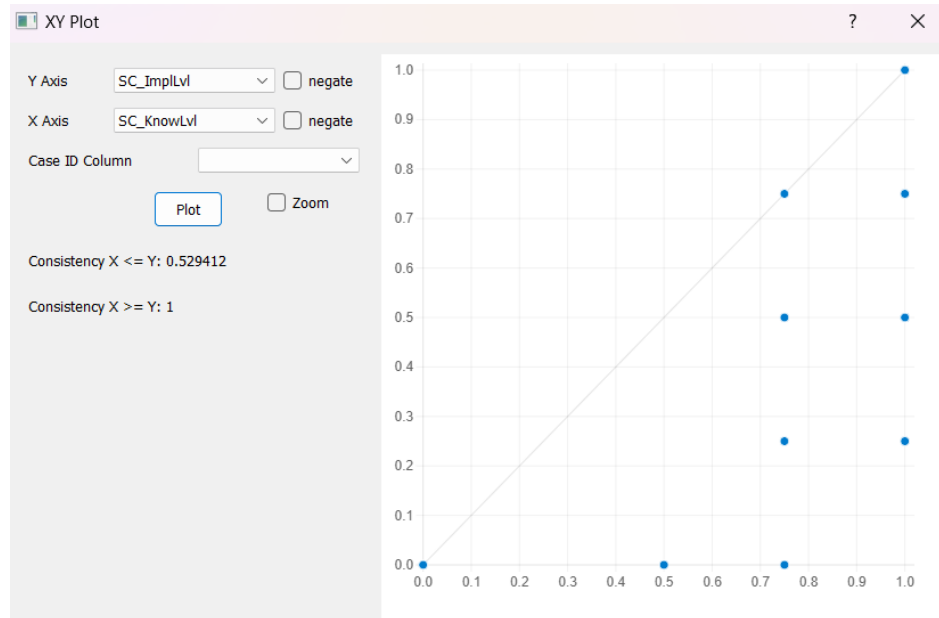 XY Plot ?
Y Axis SC_ImplLvl negate
X Axis SC_KnowLvl negate
Case ID Column
Plot Zoom
Consistency X <= Y: 0.529412
Consistency X >= Y: 1
1.0
0.9
0.8
0.7
0.6
0.5
0.4
0.3
0.2
0.1
0.0
0.0 0.1 0.2 0.3 0.4 0.5 0.6 0.7 0.8 0.9 1.0